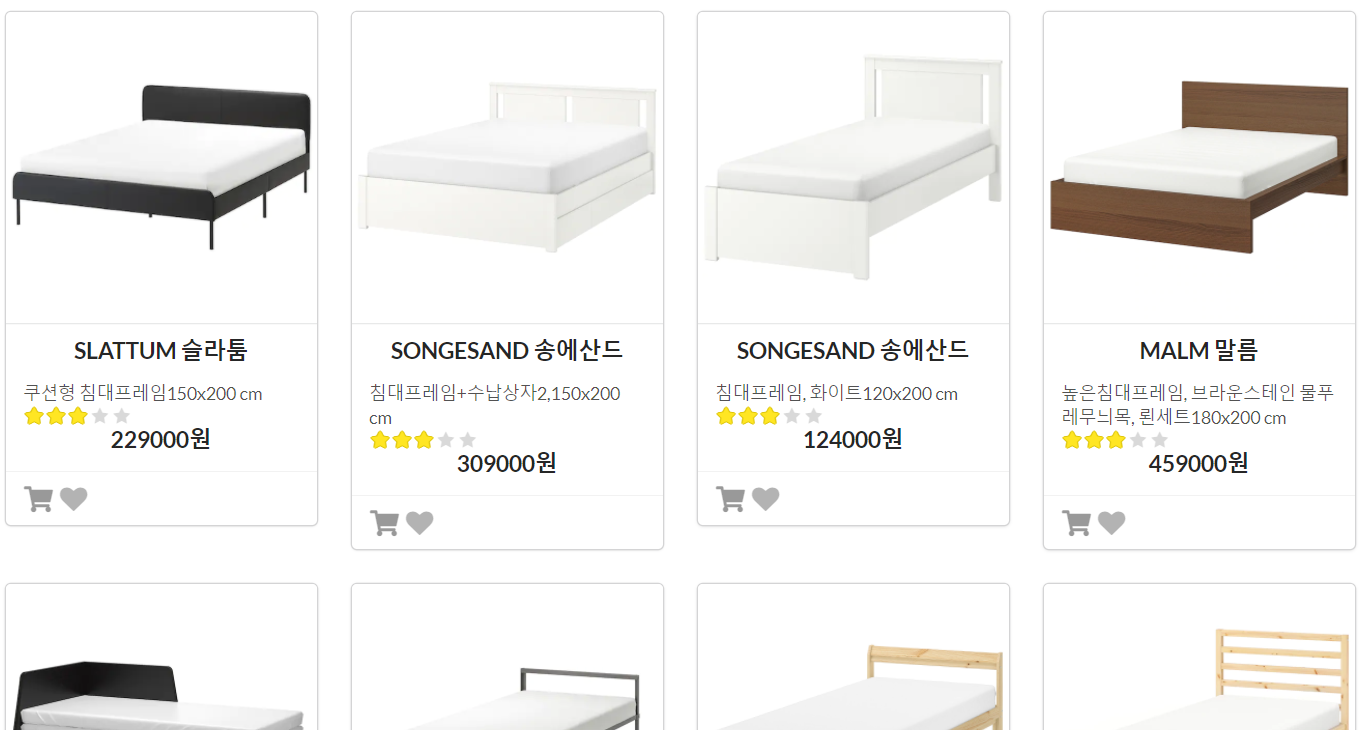 SLATTUM 슬라툼
쿠션형 침대프레임150x200 cm
229000원
SONGESAND 송에산드
침대프레임+수납상자2,150x200
cm
309000원
SONGESAND 송에산드
침대프레임, 화이트120x200 cm
124000원
MALM 말름
높은침대프레임, 브라운스테인 물푸
레무늬목, 뢴세트180x200 cm
459000원